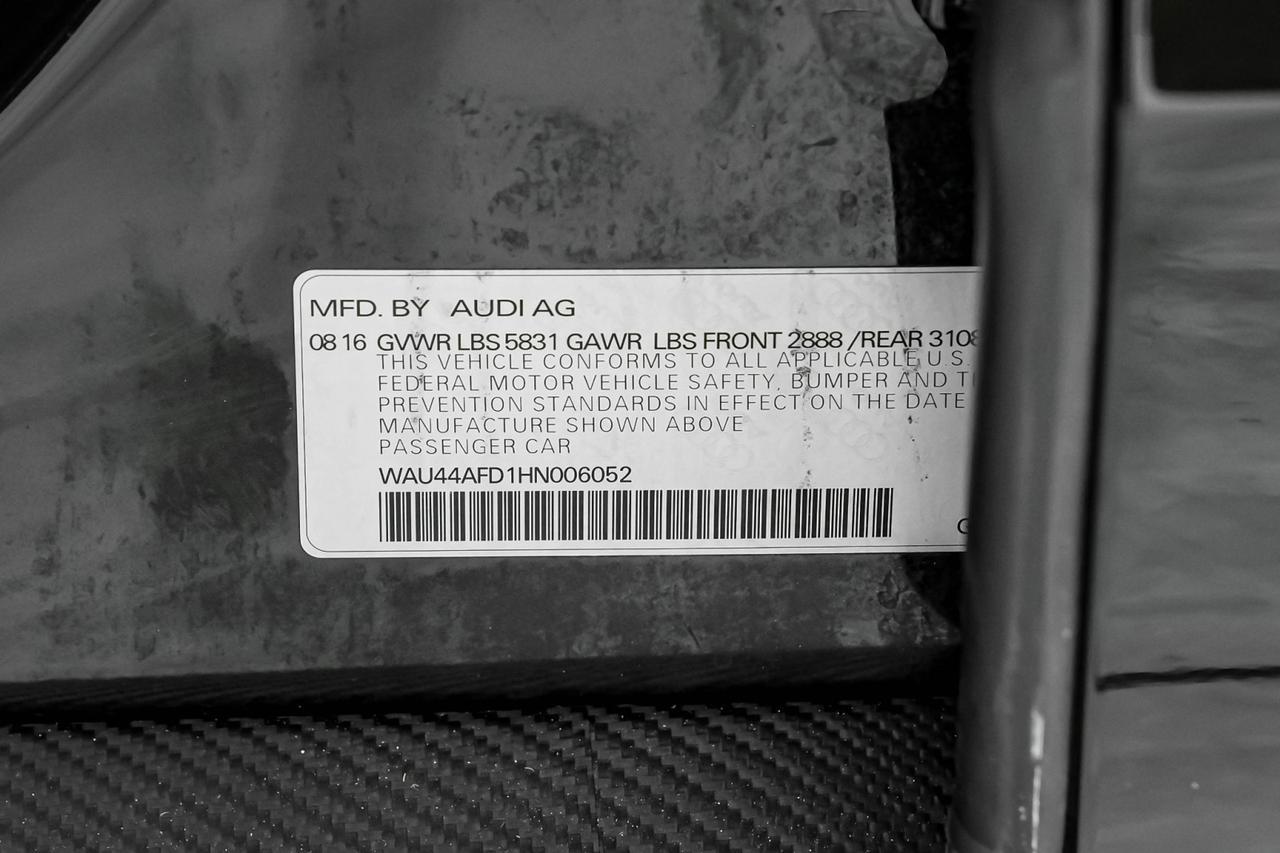 MFD. BY AUDI AG
08 16 GVWR LBS 5831 GAWR LBS FRONT 2888 /REAR 3108
THIS VEHICLE CONFORMS TO ALL APPLICABLE U.S.
FEDERAL MOTOR VEHICLE SAFETY, BUMPER AND
PREVENTION STANDARDS IN EFFECT ON THE DATE
MANUFACTURE SHOWN ABOVE
PASSENGER CAR
WAU44AFD1HN006052